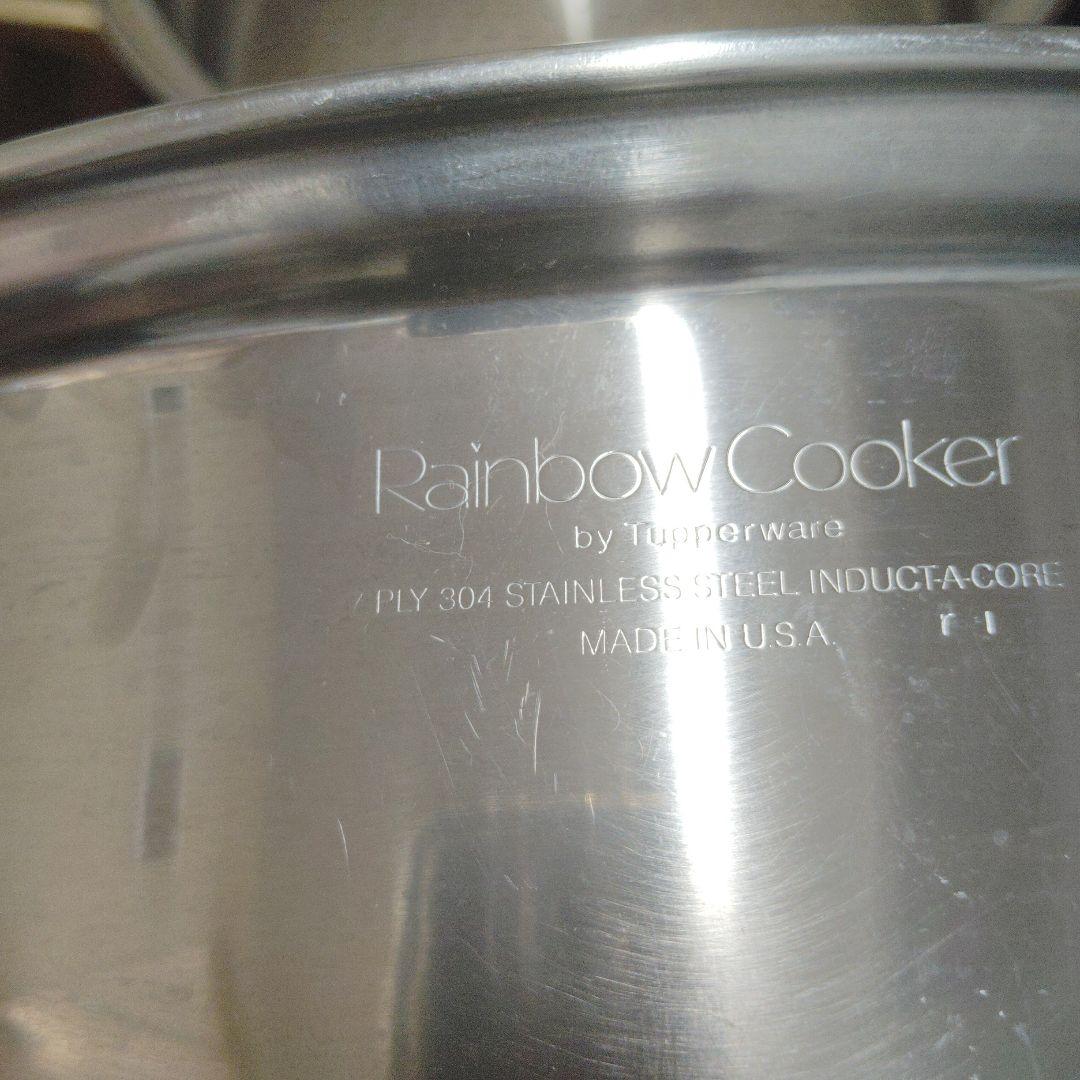 Rainbow Cooker
by Tupperware
PLY 304 STAINLESS STEEL INDUCT-A-CORE
MADE IN U.S.A.